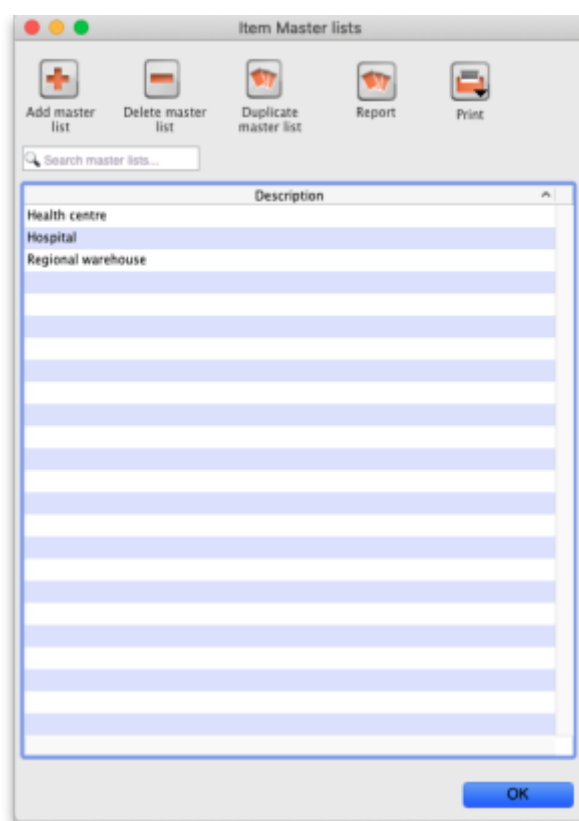 Item Master lists
Add master list
Delete master list
Duplicate master list
Report
Print
Search master lists...
Description
Health centre
Hospital
Regional warehouse
OK